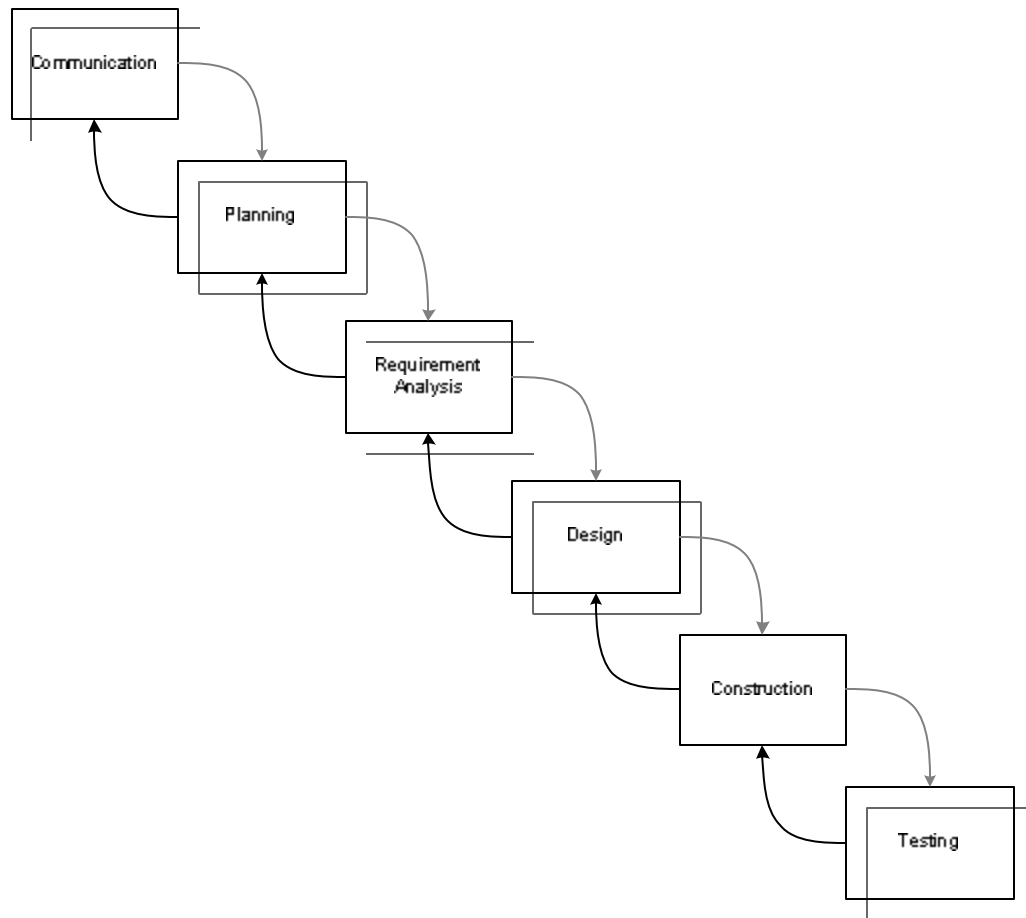 Communication
Planning
Requirement
Analysis
Design
Construction
Testing